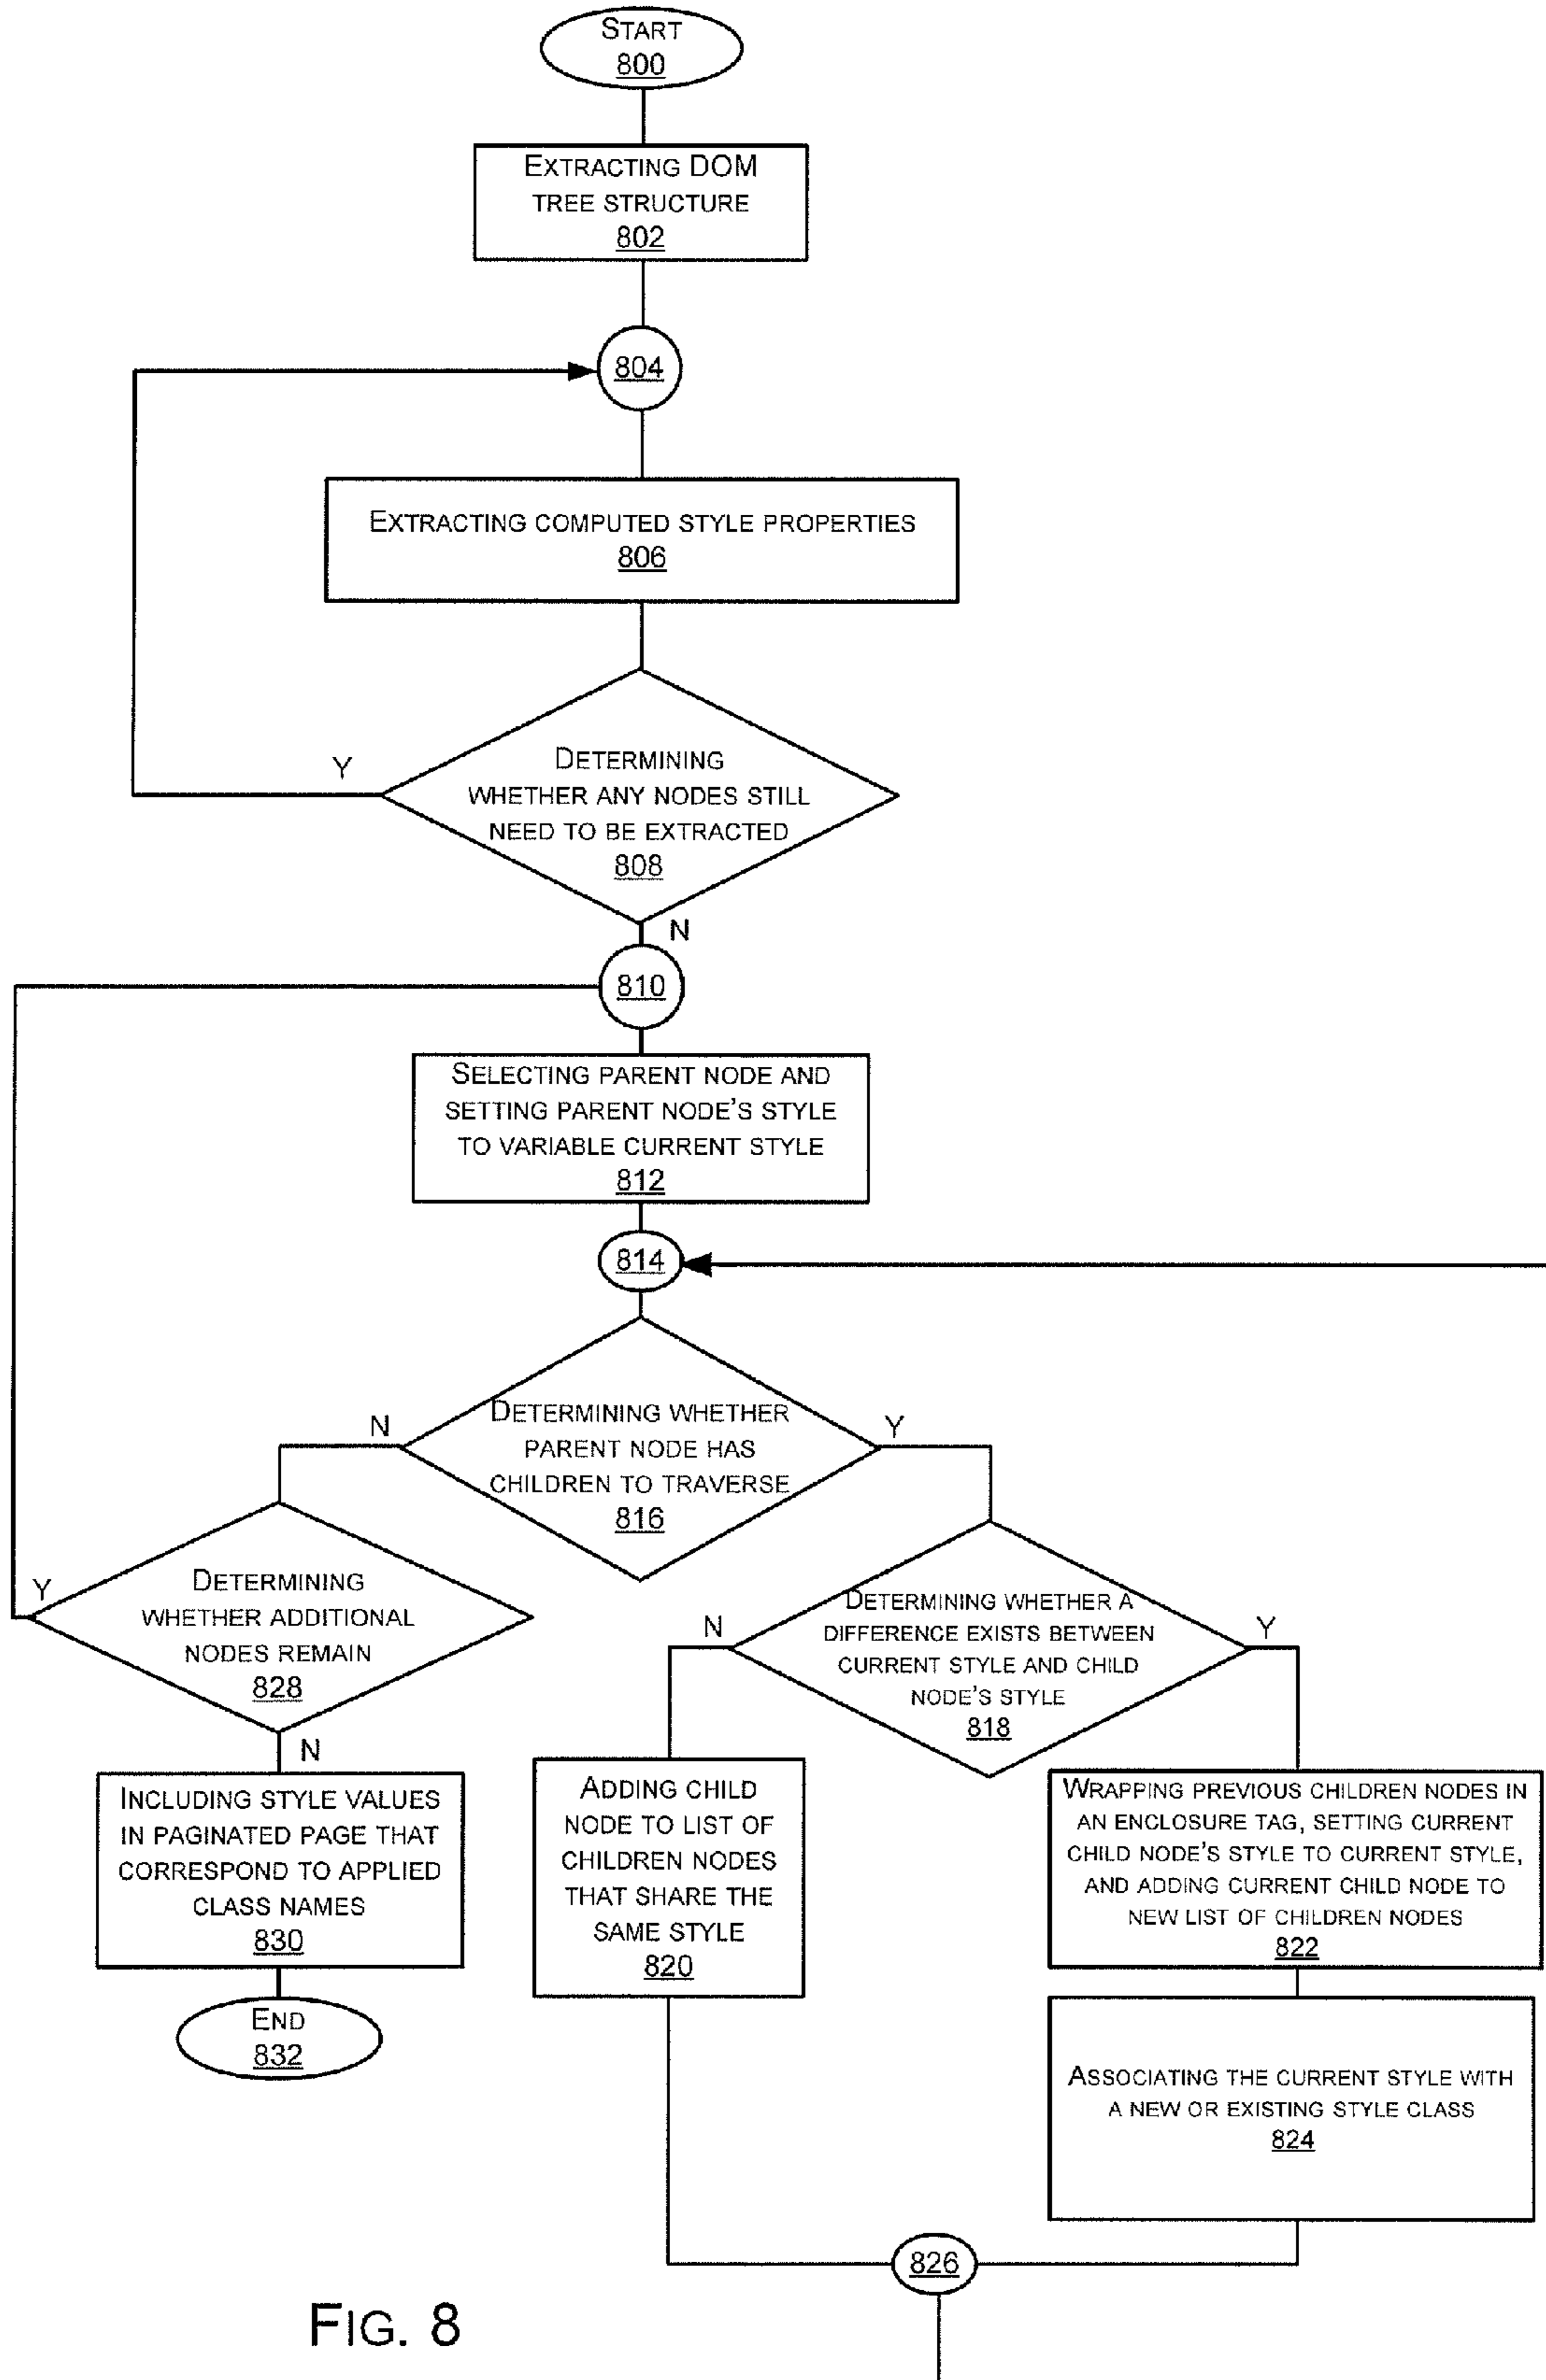 START
800
EXTRACTING DOM
TREE STRUCTURE
802
804
EXTRACTING COMPUTED STYLE PROPERTIES
806
Y
DETERMINING
WHETHER ANY NODES STILL
NEED TO BE EXTRACTED
808
N
810
SELECTING PARENT NODE AND
SETTING PARENT NODE'S STYLE
TO VARIABLE CURRENT STYLE
812
814
N
DETERMINING WHETHER
PARENT NODE HAS
CHILDREN TO TRAVERSE
816
Y
Y
DETERMINING
WHETHER ADDITIONAL
NODES REMAIN
828
N
N
DETERMINING WHETHER A
DIFFERENCE EXISTS BETWEEN
CURRENT STYLE AND CHILD
NODE'S STYLE
818
Y
INCLUDING STYLE VALUES
IN PAGINATED PAGE THAT
CORRESPOND TO APPLIED
CLASS NAMES
830
END
832
ADDING CHILD
NODE TO LIST OF
CHILDREN NODES
THAT SHARE THE
SAME STYLE
820
WRAPPING PREVIOUS CHILDREN NODES IN
AN ENCLOSURE TAG, SETTING CURRENT
CHILD NODE'S STYLE TO CURRENT STYLE,
AND ADDING CURRENT CHILD NODE TO
NEW LIST OF CHILDREN NODES
822
ASSOCIATING THE CURRENT STYLE WITH
A NEW OR EXISTING STYLE CLASS
824
826
FIG. 8